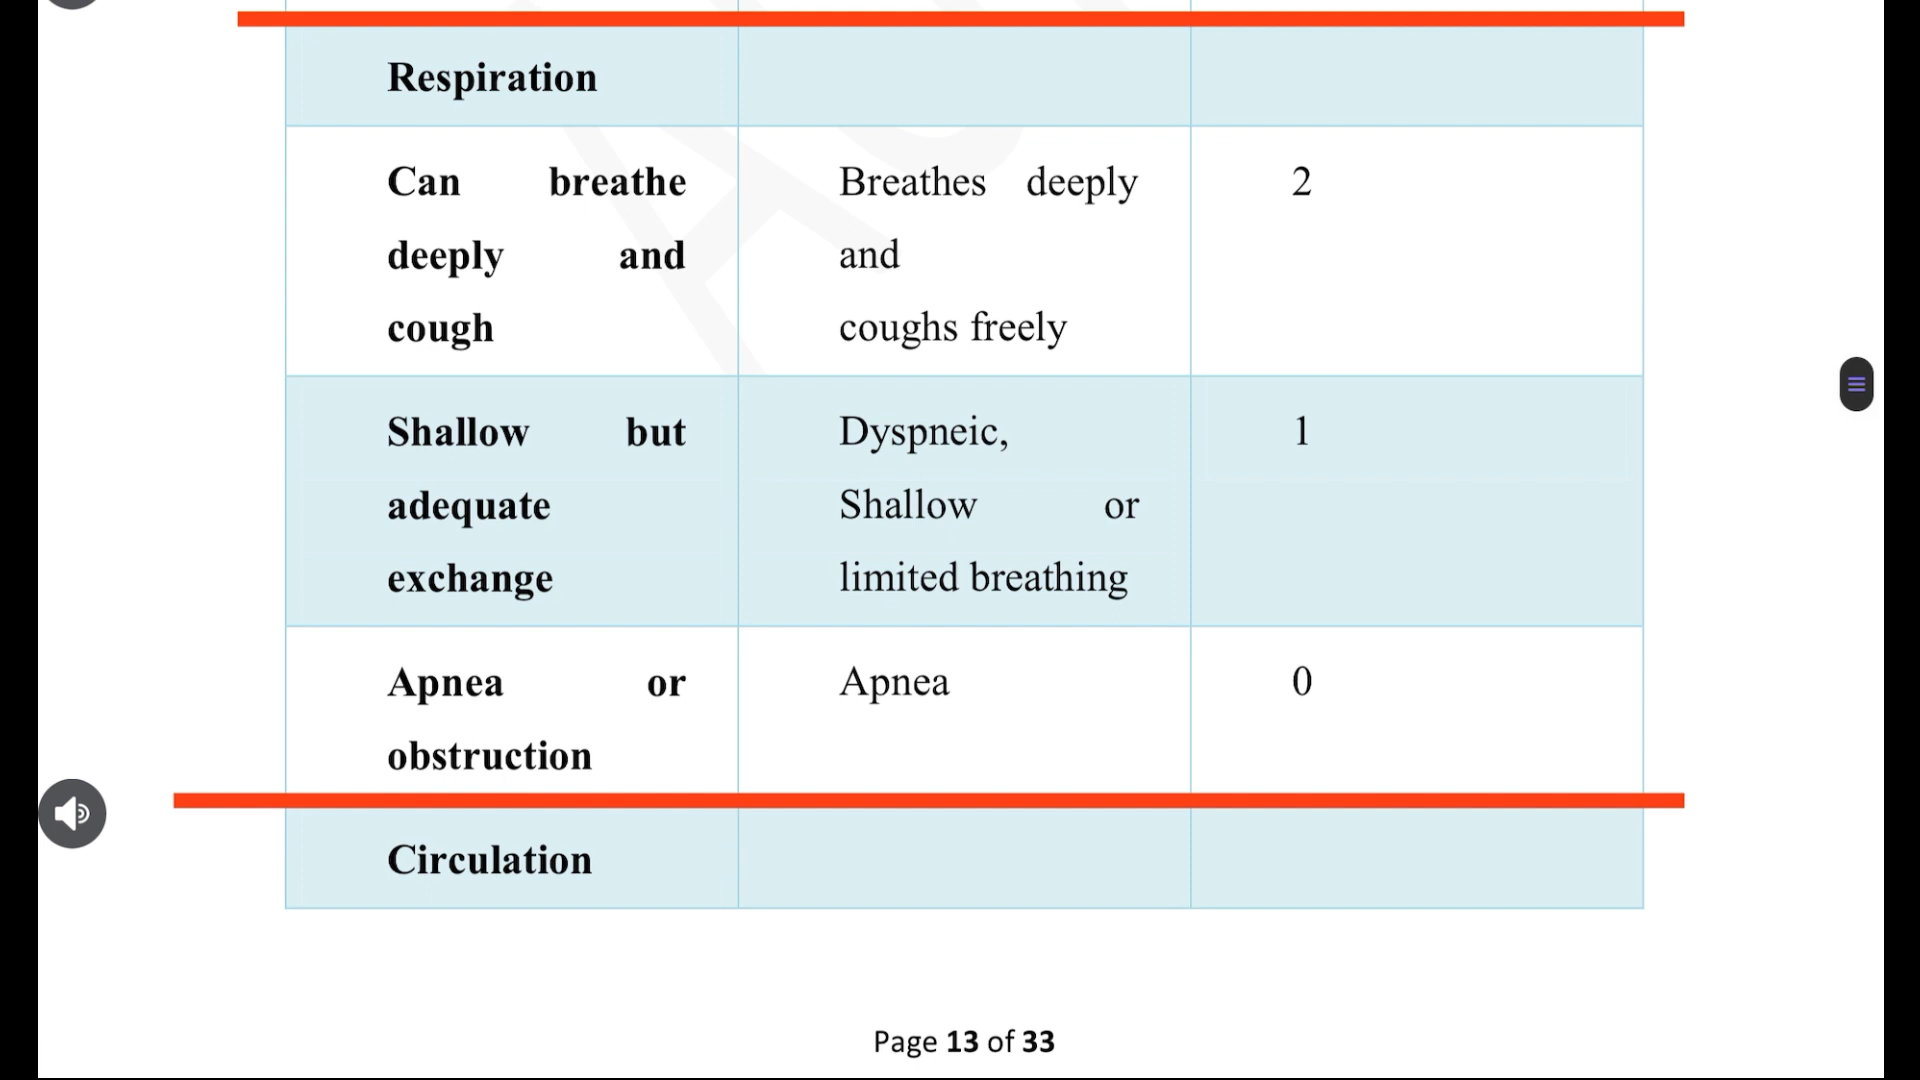 Respiration
Can breathe Breathes deeply 2
deeply and and
cough coughs freely
Shallow but Dyspneic, 1
adequate Shallow or
exchange limited breathing
Apnea or Apnea 0
obstruction
Circulation
Page 13 of 33